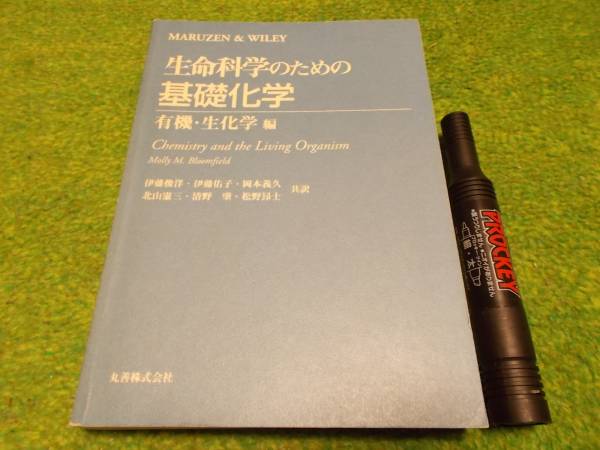 MARUZEN & WILEY
生命科学のための
基礎化学
有機・生化学 編
Chemistry and the Living Organism
Molly M. Bloomfield
伊藤俊洋・伊藤佑子・岡本義久 共訳
北山憲三・清野 肇・松野昻士
丸善株式会社
PROCKEY
細・太